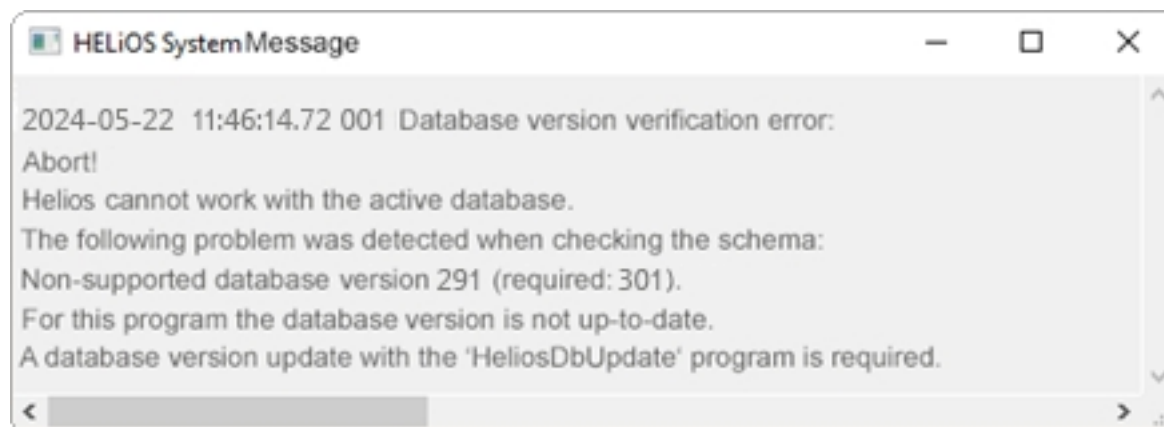 HELiOS System Message
2024-05-22 11:46:14.72 001 Database version verification error:
Abort!
Helios cannot work with the active database.
The following problem was detected when checking the schema:
Non-supported database version 291 (required: 301).
For this program the database version is not up-to-date.
A database version update with the ‘HeliosDbUpdate‘ program is required.